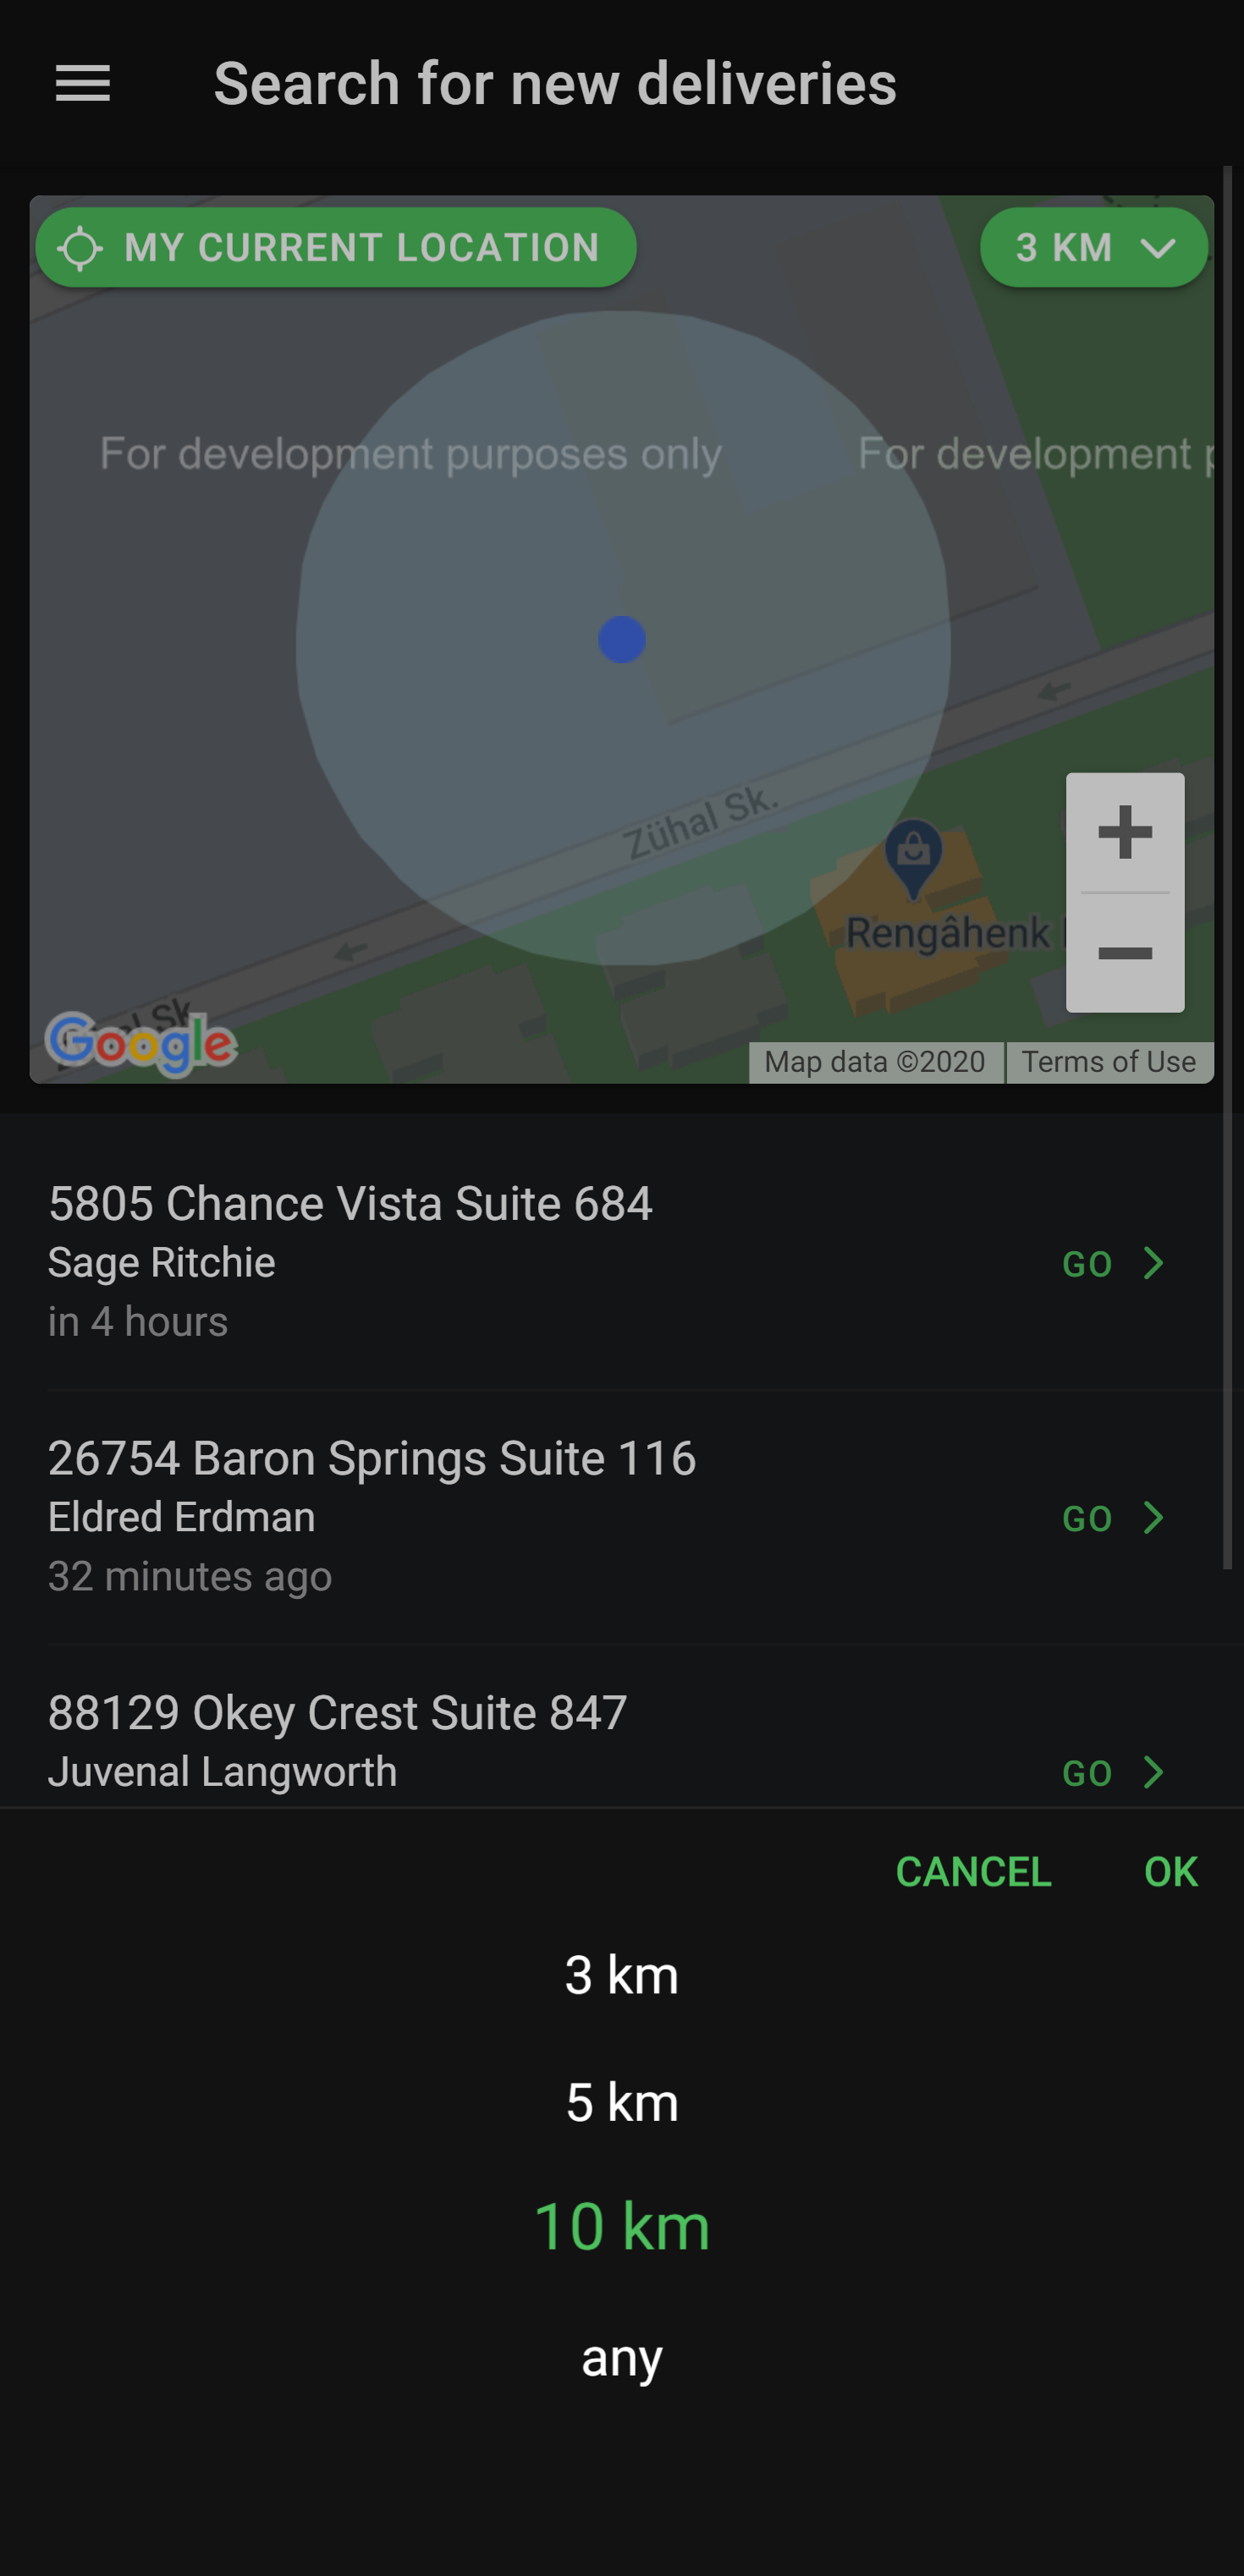 Search for new deliveries
MY CURRENT LOCATION
3 KM
For development purposes only
For development
Zühal Sk.
Rengâhenk
Sk.
Google
Map data ©2020
Terms of Use
5805 Chance Vista Suite 684
Sage Ritchie
GO
in 4 hours
26754 Baron Springs Suite 116
Eldred Erdman
GO
32 minutes ago
88129 Okey Crest Suite 847
Juvenal Langworth
GO
CANCEL
OK
3 km
5 km
10 km
any